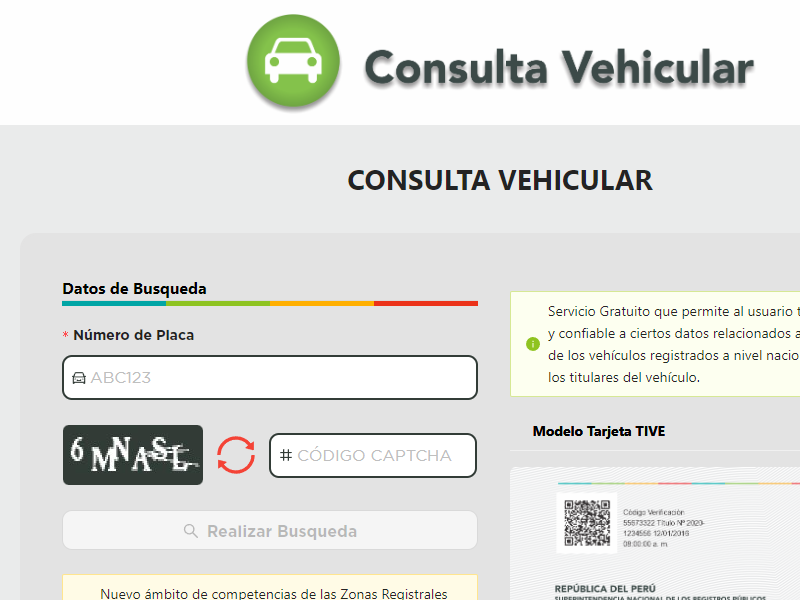 Consulta Vehicular
CONSULTA VEHICULAR
Datos de Busqueda
* Número de Placa
ABC123
6MNASL
# CÓDIGO CAPTCHA
Realizar Busqueda
Nuevo ámbito de competencias de las Zonas Registrales
Servicio Gratuito que permite al usuario t
y confiable a ciertos datos relacionados a
de los vehículos registrados a nivel nacio
los titulares del vehículo.
Modelo Tarjeta TIVE
Código Verificación
55673322 Título Nº 2020-
1234556 12/01/2016
08:00:00 a. m.
REPÚBLICA DEL PERÚ
SUPERINTENDENCIA NACIONAL DE LOS REGISTROS PÚBLICOS